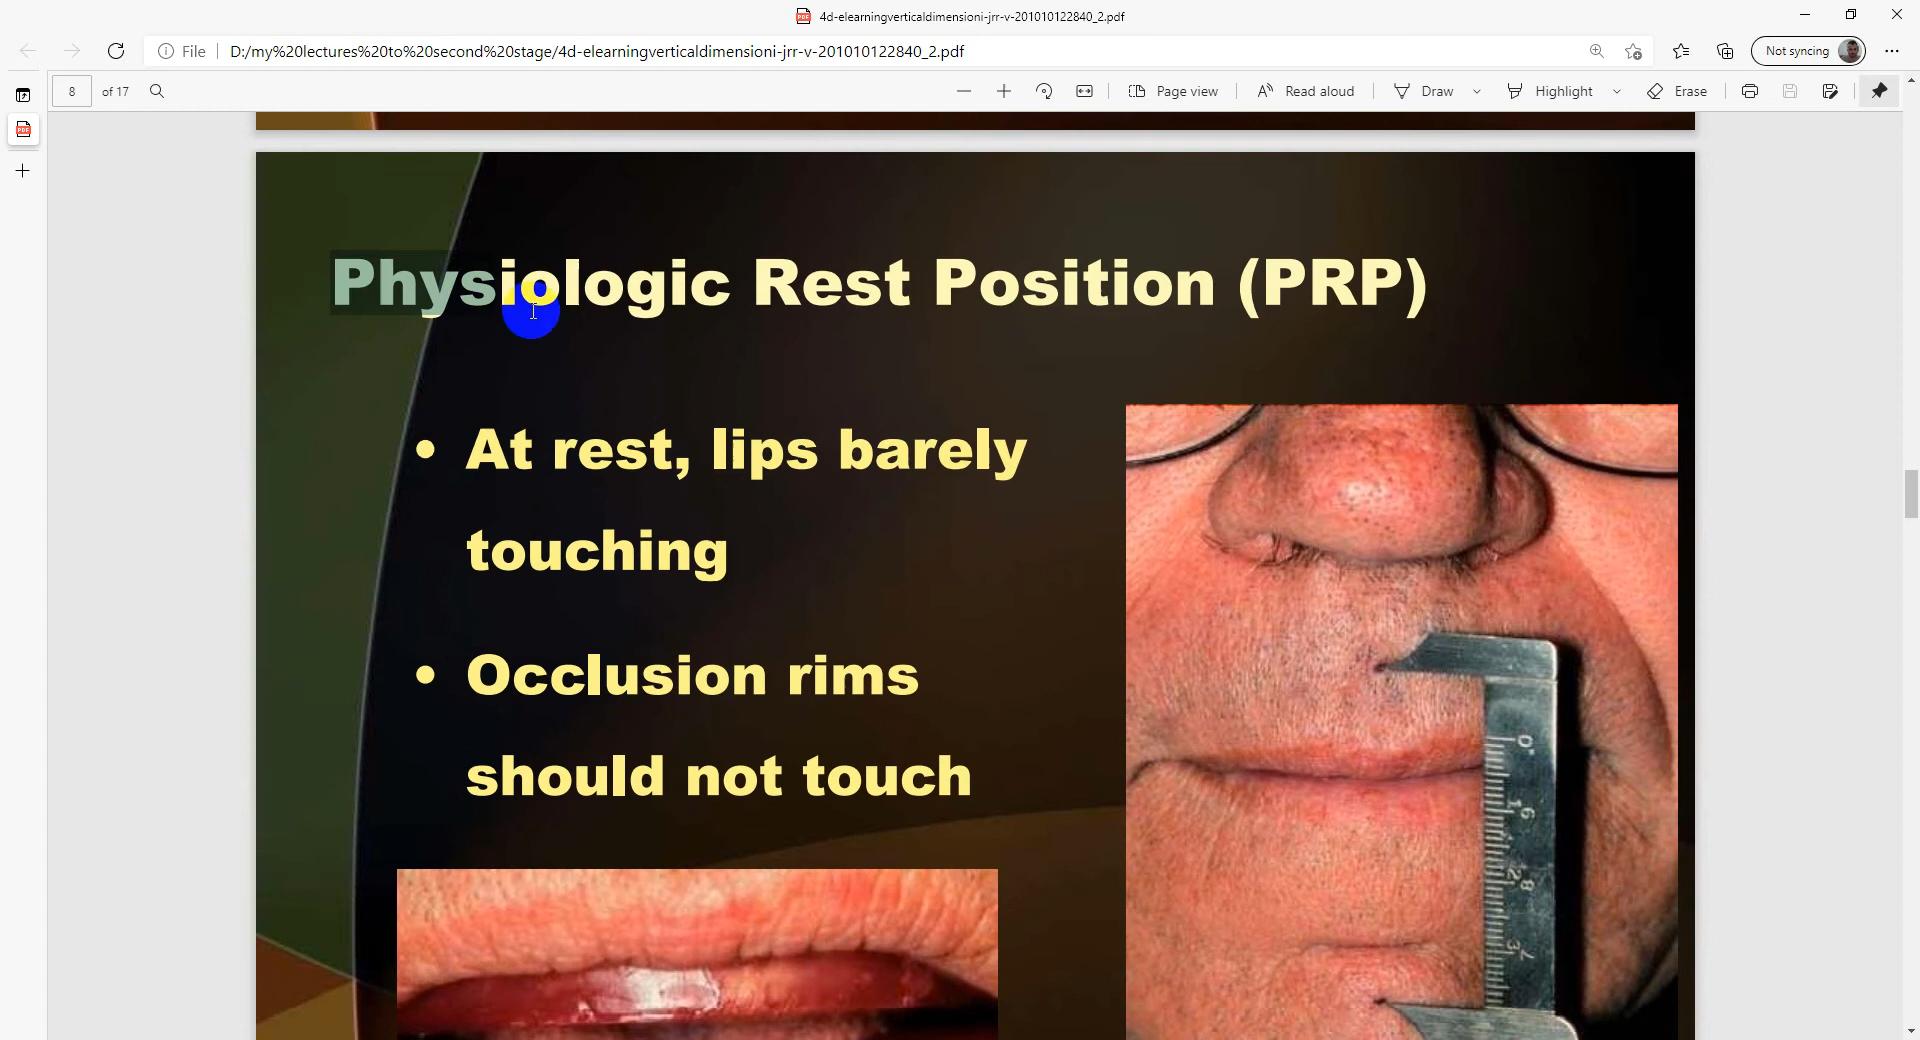 4d-elearningverticaldimensioni-jrr-v-201010122840_2.pdf
File D:/my%20lectures%20to%20second%20stage/4d-elearningverticaldimensioni-jrr-v-201010122840_2.pdf
Not syncing
8 of 17
Page view
Read aloud
Draw
Highlight
Erase
Physiologic Rest Position (PRP)
• At rest, lips barely
touching
• Occlusion rims
should not touch